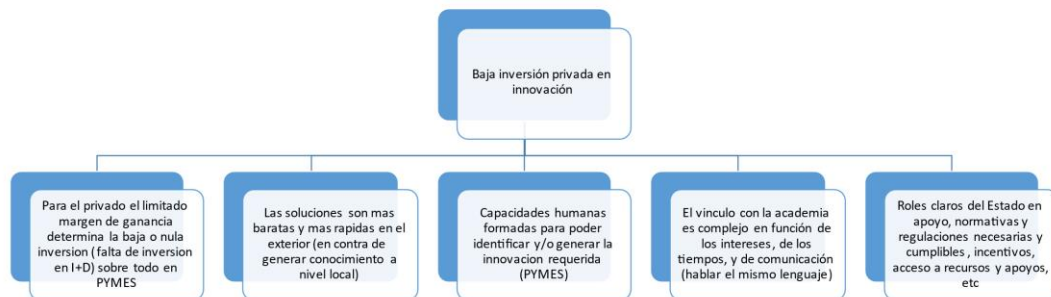 Baja inversión privada en
innovación
Para el privado el limitado
margen de ganancia
determina la baja o nula
inversion ( falta de inversion
en I+D) sobre todo en
PYMES
Las soluciones son mas
baratas y mas rapidas en el
exterior (en contra de
generar conocimiento a
nivel local)
Capacidades humanas
formadas para poder
identificar y/o generar la
innovacion requerida
(PYMES)
El vinculo con la academia
es complejo en función de
los intereses, de los
tiempos, y de comunicación
(hablar el mismo lenguaje)
Roles claros del Estado en
apoyo, normativas y
regulaciones necesarias y
cumplibles , incentivos,
acceso a recursos y apoyos,
etc